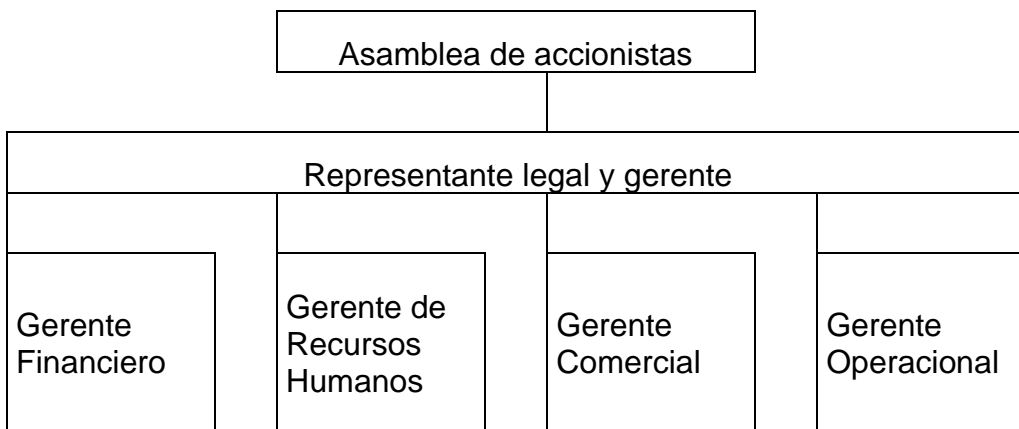 Asamblea de accionistas
Representante legal y gerente
Gerente
Financiero
Gerente de
Recursos
Humanos
Gerente
Comercial
Gerente
Operacional